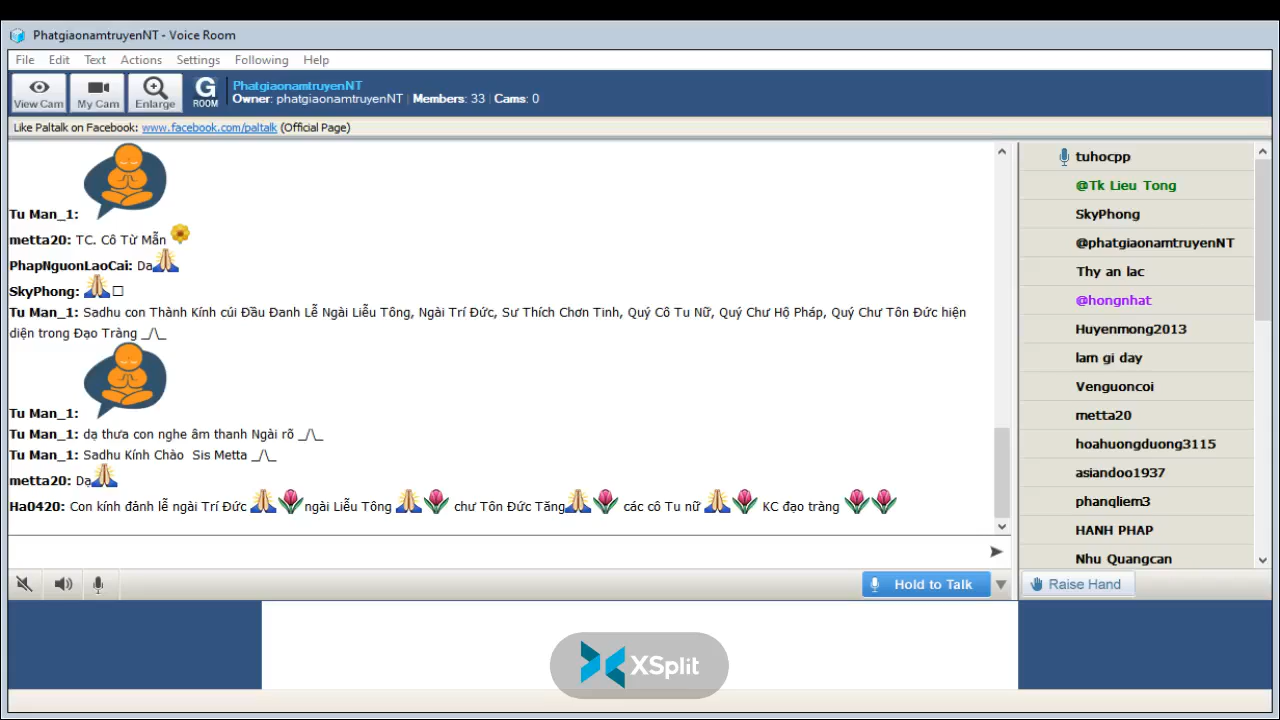 PhatgiaonamtruyenNT - Voice Room
File Edit Text Actions Settings Following Help
View Cam My Cam Enlarge G ROOM
PhatgiaonamtruyenNT
Owner: phatgiaonamtruyenNT | Members: 33 | Cams: 0
Like Paltalk on Facebook: www.facebook.com/paltalk (Official Page)
Tu Man_1:
metta20: TC. Cô Từ Mẫn
PhapNguonLaoCai: Da
SkyPhong: □
Tu Man_1: Sadhu con Thành Kính cúi Đầu Đanh Lễ Ngài Liễu Tông, Ngài Trí Đức, Sư Thích Chơn Tinh, Quý Cô Tu Nữ, Quý Chư Hộ Pháp, Quý Chư Tôn Đức hiện
diện trong Đạo Tràng _/\_
Tu Man_1:
Tu Man_1: dạ thưa con nghe âm thanh Ngài rõ _/\_
Tu Man_1: Sadhu Kính Chào Sis Metta _/\_
metta20: Dạ
Ha0420: Con kính đảnh lễ ngài Trí Đức ngài Liễu Tông chư Tôn Đức Tăng các cô Tu nữ KC đạo tràng
Hold to Talk
tuhocpp
@Tk Lieu Tong
SkyPhong
@phatgiaonamtruyenNT
Thy an lac
@hongnhat
Huyenmong2013
lam gi day
Venguoncoi
metta20
hoahuongduong3115
asiandoo1937
phanqliem3
HANH PHAP
Nhu Quangcan
Raise Hand
XSplit